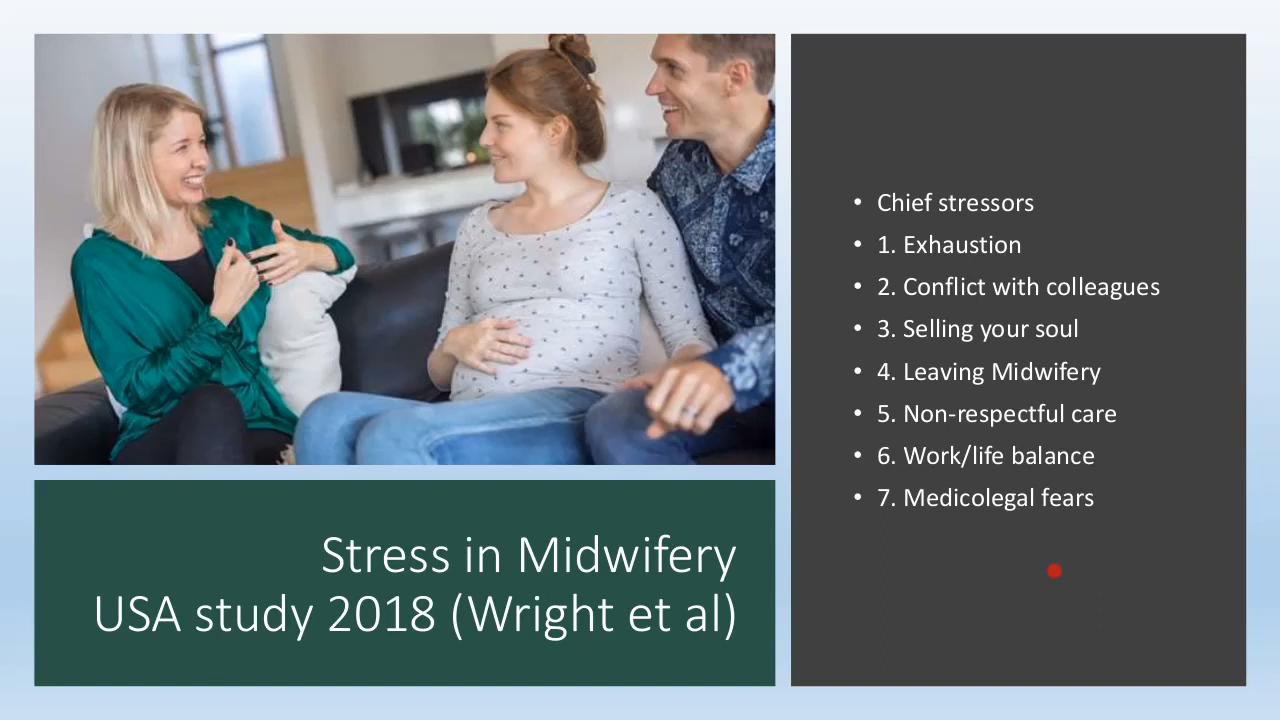 Stress in Midwifery
USA study 2018 (Wright et al)
• Chief stressors
• 1. Exhaustion
• 2. Conflict with colleagues
• 3. Selling your soul
• 4. Leaving Midwifery
• 5. Non-respectful care
• 6. Work/life balance
• 7. Medicolegal fears